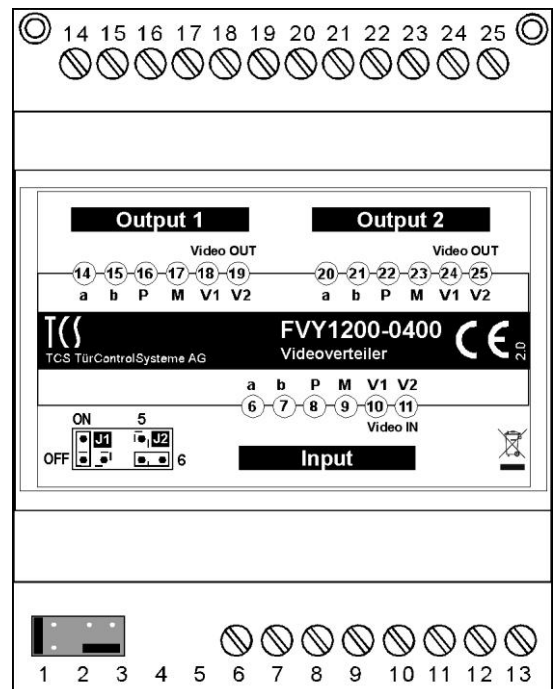 14 15 16 17 18 19 20 21 22 23 24 25
Output 1 Output 2
Video OUT Video OUT
14 15 16 17 18 19 20 21 22 23 24 25
a b P M V1 V2 a b P M V1 V2
TCS FVY1200-0400 CE 2.0
TCS TürControlSysteme AG Videoverteiler
a b P M V1 V2
6 7 8 9 10 11
Video IN
ON 5
J1 J2
OFF 6
Input
1 2 3 4 5 6 7 8 9 10 11 12 13